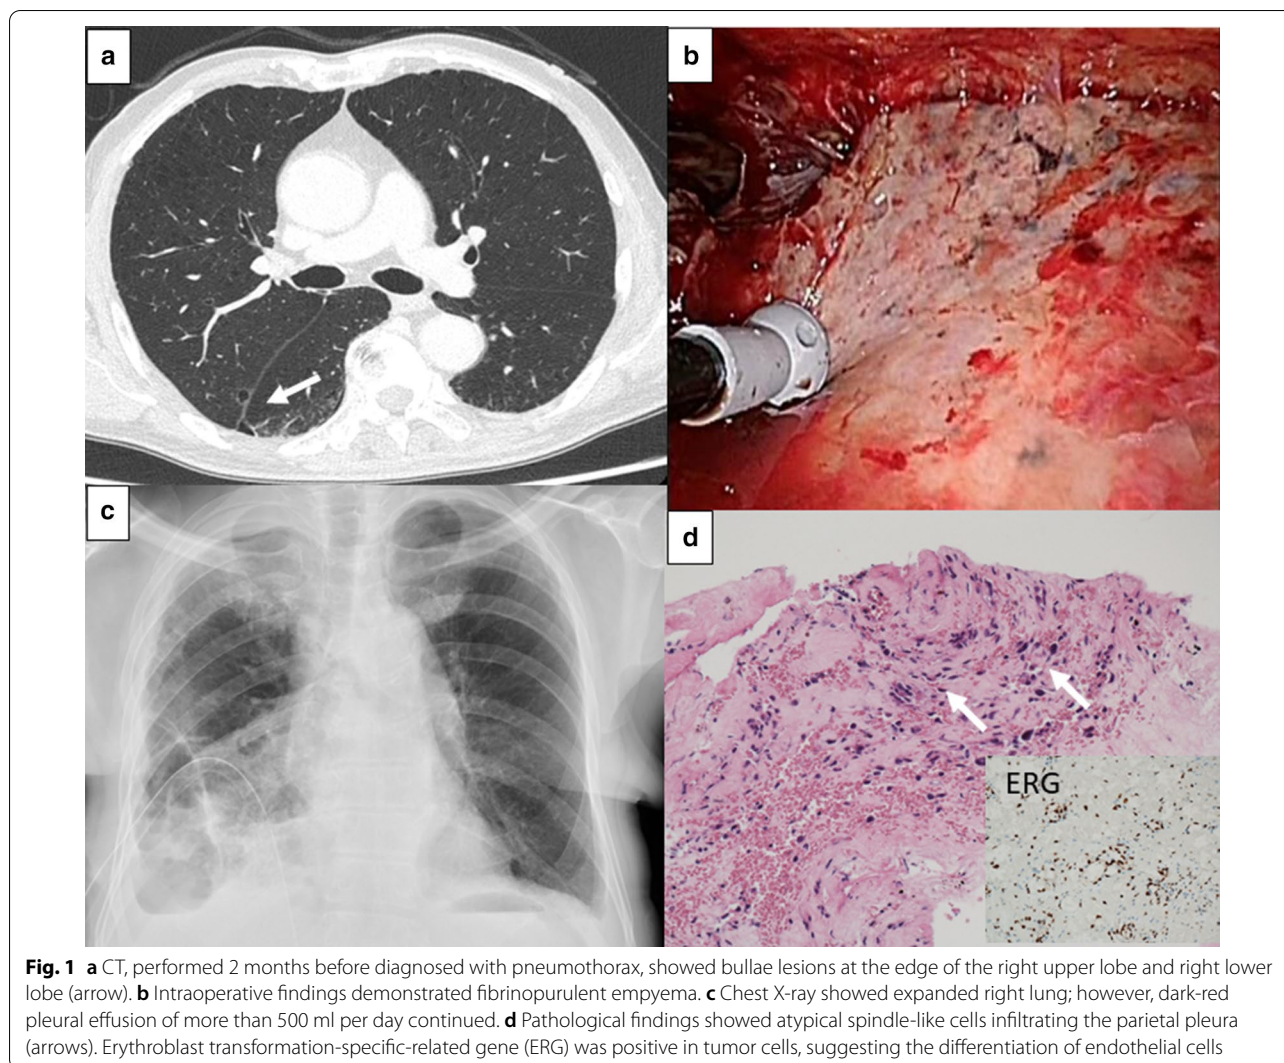 a
b
c
d
ERG
Fig. 1 a CT, performed 2 months before diagnosed with pneumothorax, showed bullae lesions at the edge of the right upper lobe and right lower
lobe (arrow). b Intraoperative findings demonstrated fibrinopurulent empyema. c Chest X-ray showed expanded right lung; however, dark-red
pleural effusion of more than 500 ml per day continued. d Pathological findings showed atypical spindle-like cells infiltrating the parietal pleura
(arrows). Erythroblast transformation-specific-related gene (ERG) was positive in tumor cells, suggesting the differentiation of endothelial cells